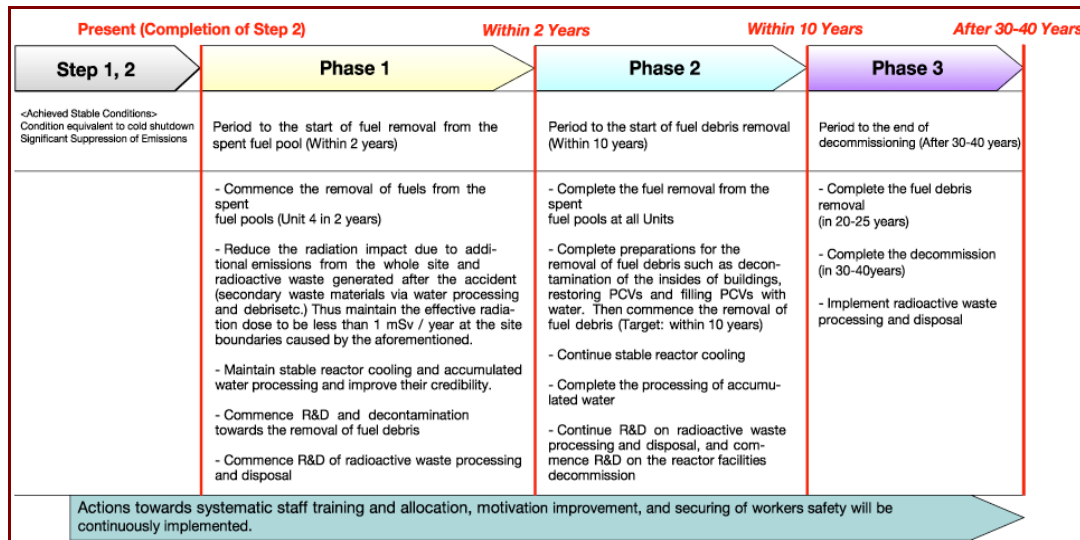 Present (Completion of Step 2)
Within 2 Years
Within 10 Years
After 30-40 Years
Step 1, 2
Phase 1
Phase 2
Phase 3
<Achieved Stable Conditions>
Condition equivalent to cold shutdown
Significant Suppression of Emissions
Period to the start of fuel removal from the
spent fuel pool (Within 2 years)
Period to the start of fuel debris removal
(Within 10 years)
Period to the end of
decommissioning (After 30-40 years)
- Commence the removal of fuels from the
spent
fuel pools (Unit 4 in 2 years)
- Reduce the radiation impact due to addi-
tional emissions from the whole site and
radioactive waste generated after the accident
(secondary waste materials via water processing
and debrisetc.) Thus maintain the effective radia-
tion dose to be less than 1 mSv / year at the site
boundaries caused by the aforementioned.
- Maintain stable reactor cooling and accumulated
water processing and improve their credibility.
- Commence R&D and decontamination
towards the removal of fuel debris
- Commence R&D of radioactive waste processing
and disposal
- Complete the fuel removal from the
spent
fuel pools at all Units
- Complete preparations for the
removal of fuel debris such as decon-
tamination of the insides of buildings,
restoring PCVs and filling PCVs with
water. Then commence the removal of
fuel debris (Target: within 10 years)
- Continue stable reactor cooling
- Complete the processing of accumu-
lated water
- Continue R&D on radioactive waste
processing and disposal, and com-
mence R&D on the reactor facilities
decommission
- Complete the fuel debris
removal
(in 20-25 years)
- Complete the decommission
(in 30-40years)
- Implement radioactive waste
processing and disposal
Actions towards systematic staff training and allocation, motivation improvement, and securing of workers safety will be
continuously implemented.